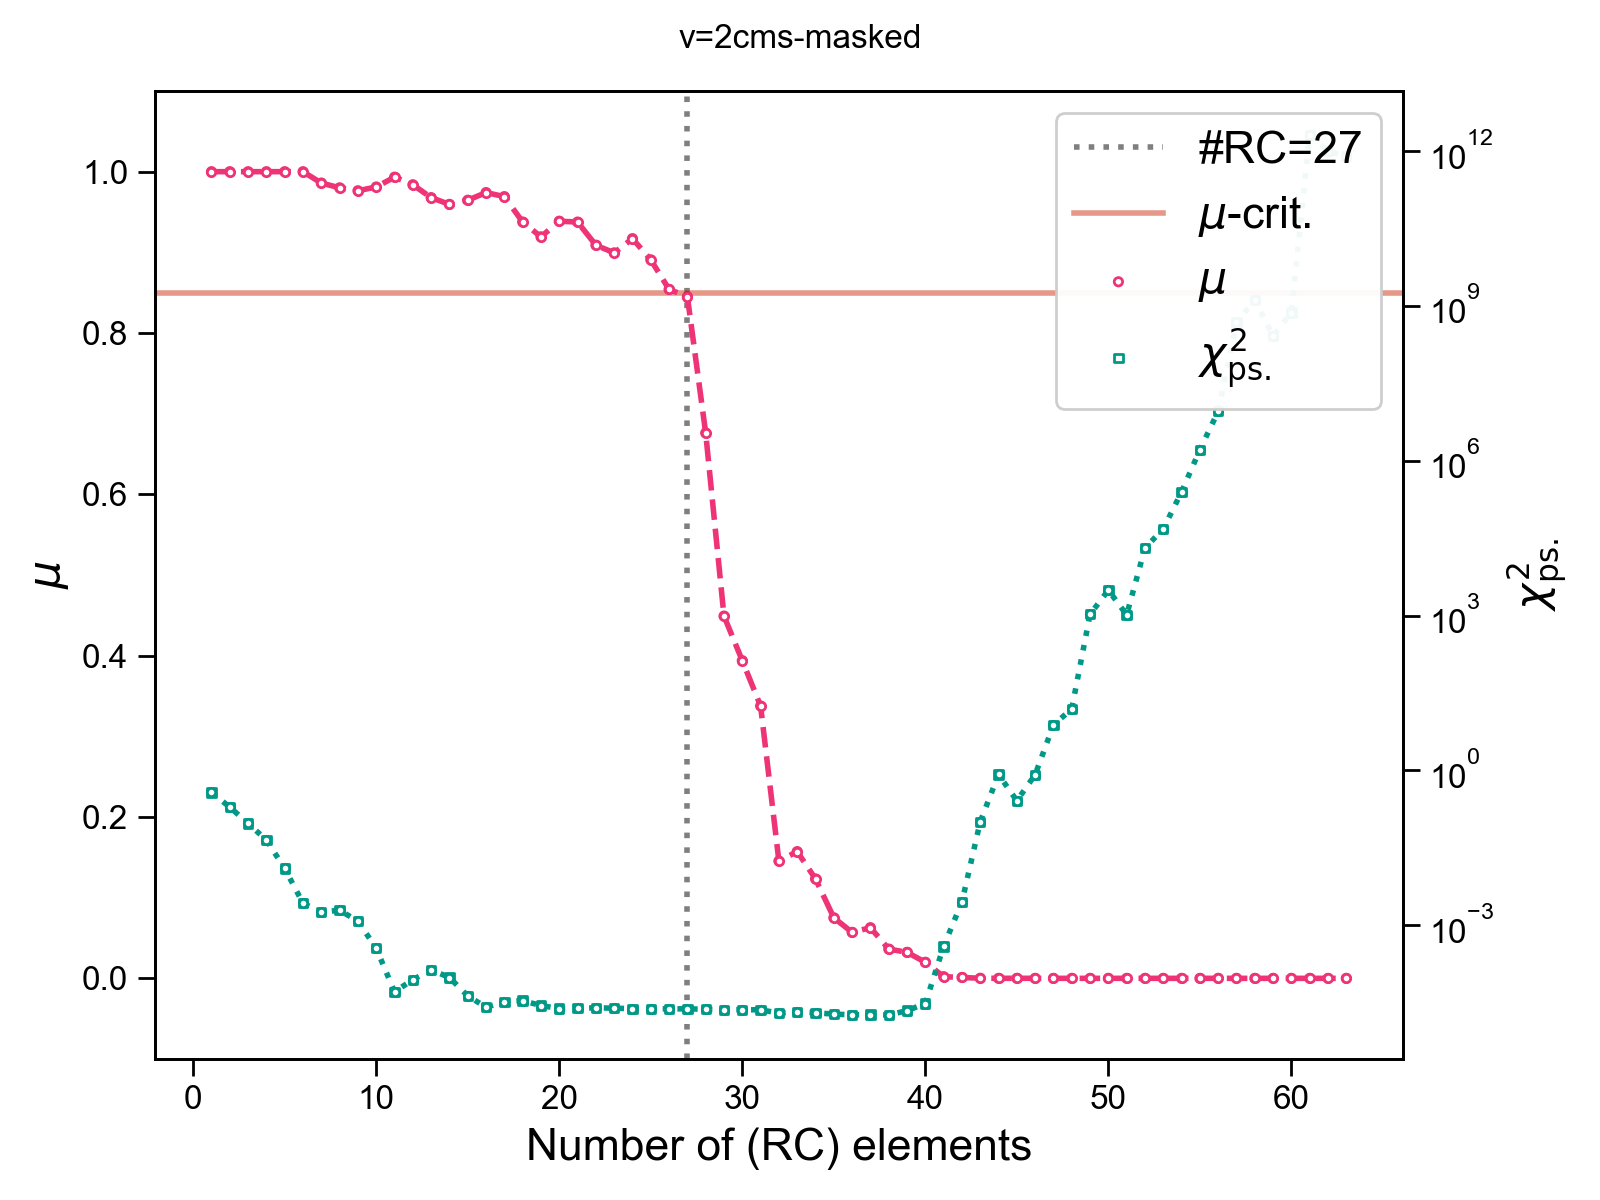 v=2cms-masked
#RC=27
μ-crit.
μ
χ²ps.
1.0
0.8
0.6
0.4
0.2
0.0
μ
10¹²
10⁹
10⁶
10³
10⁰
10⁻³
χ²ps.
0 10 20 30 40 50 60
Number of (RC) elements